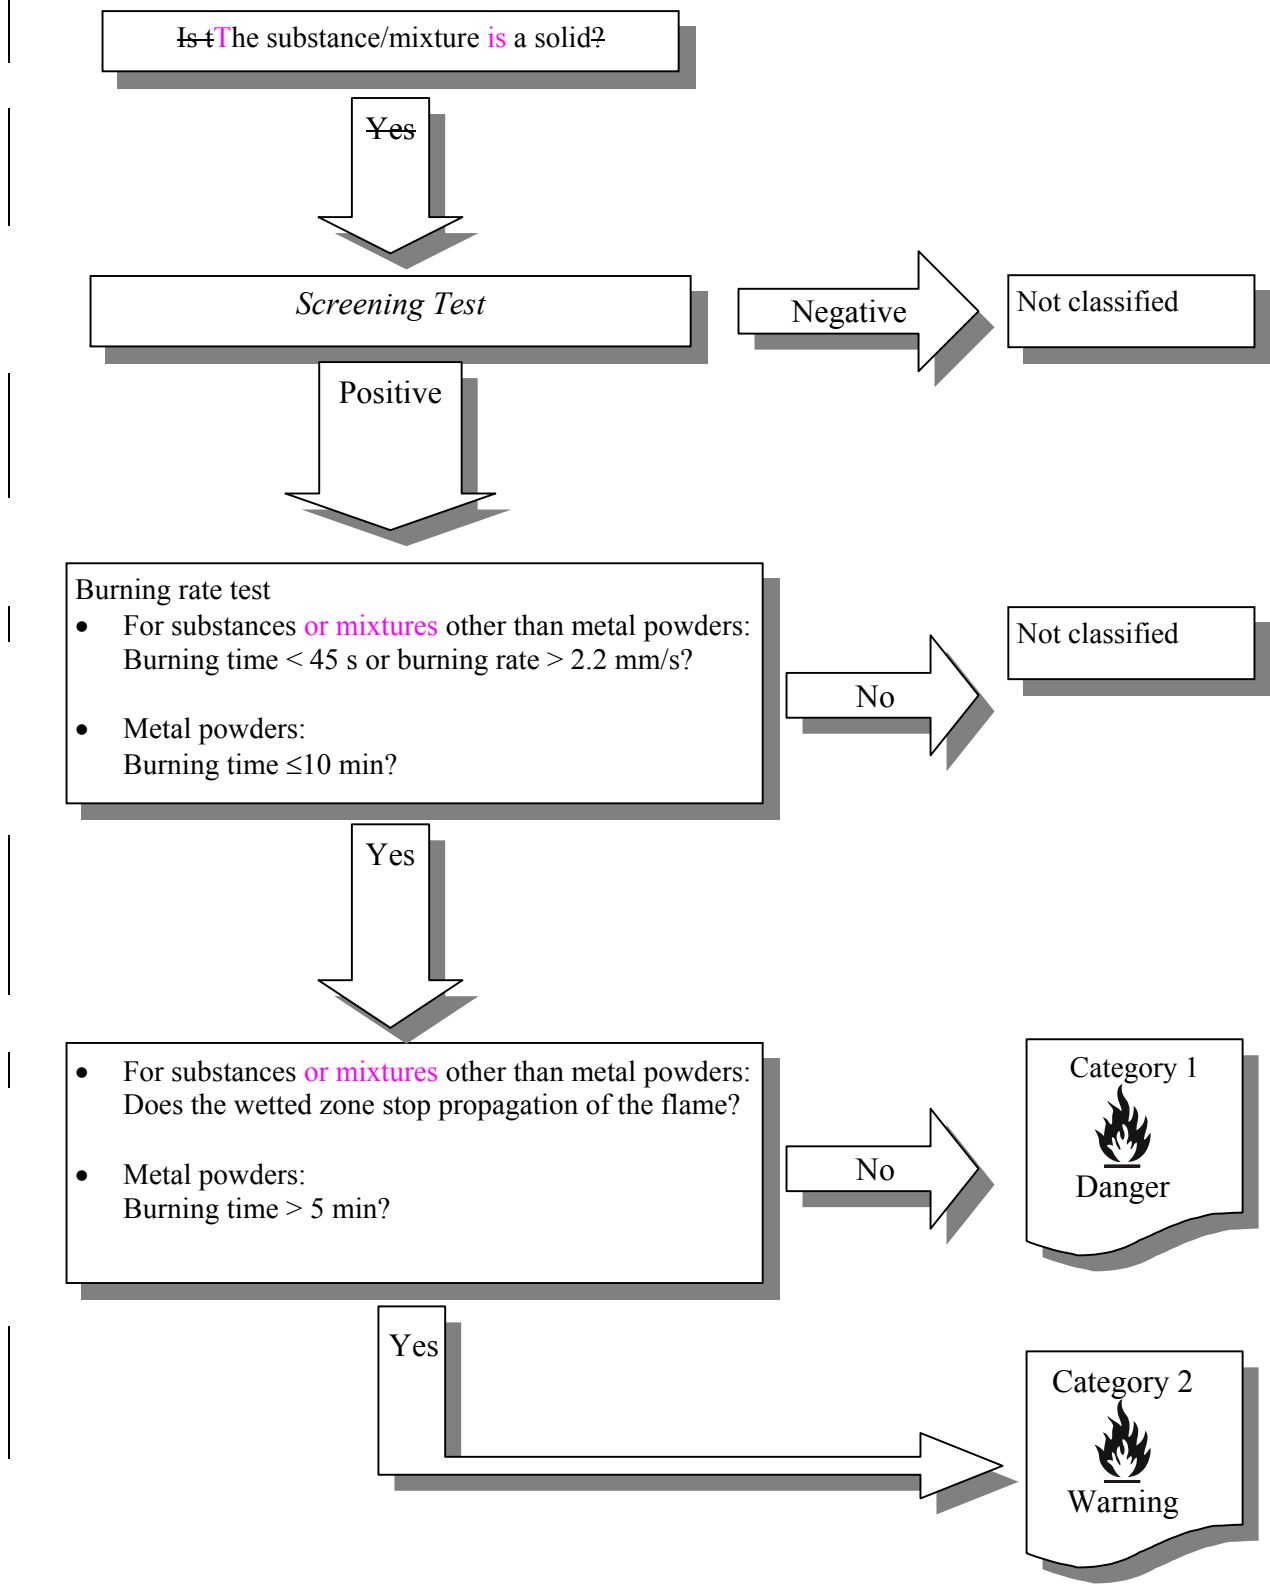 Is tThe substance/mixture is a solid?
Yes
Screening Test
Negative
Not classified
Positive
Burning rate test
• For substances or mixtures other than metal powders:
Burning time < 45 s or burning rate > 2.2 mm/s?
• Metal powders:
Burning time ≤10 min?
No
Not classified
Yes
• For substances or mixtures other than metal powders:
Does the wetted zone stop propagation of the flame?
• Metal powders:
Burning time > 5 min?
No
Category 1
Danger
Yes
Category 2
Warning